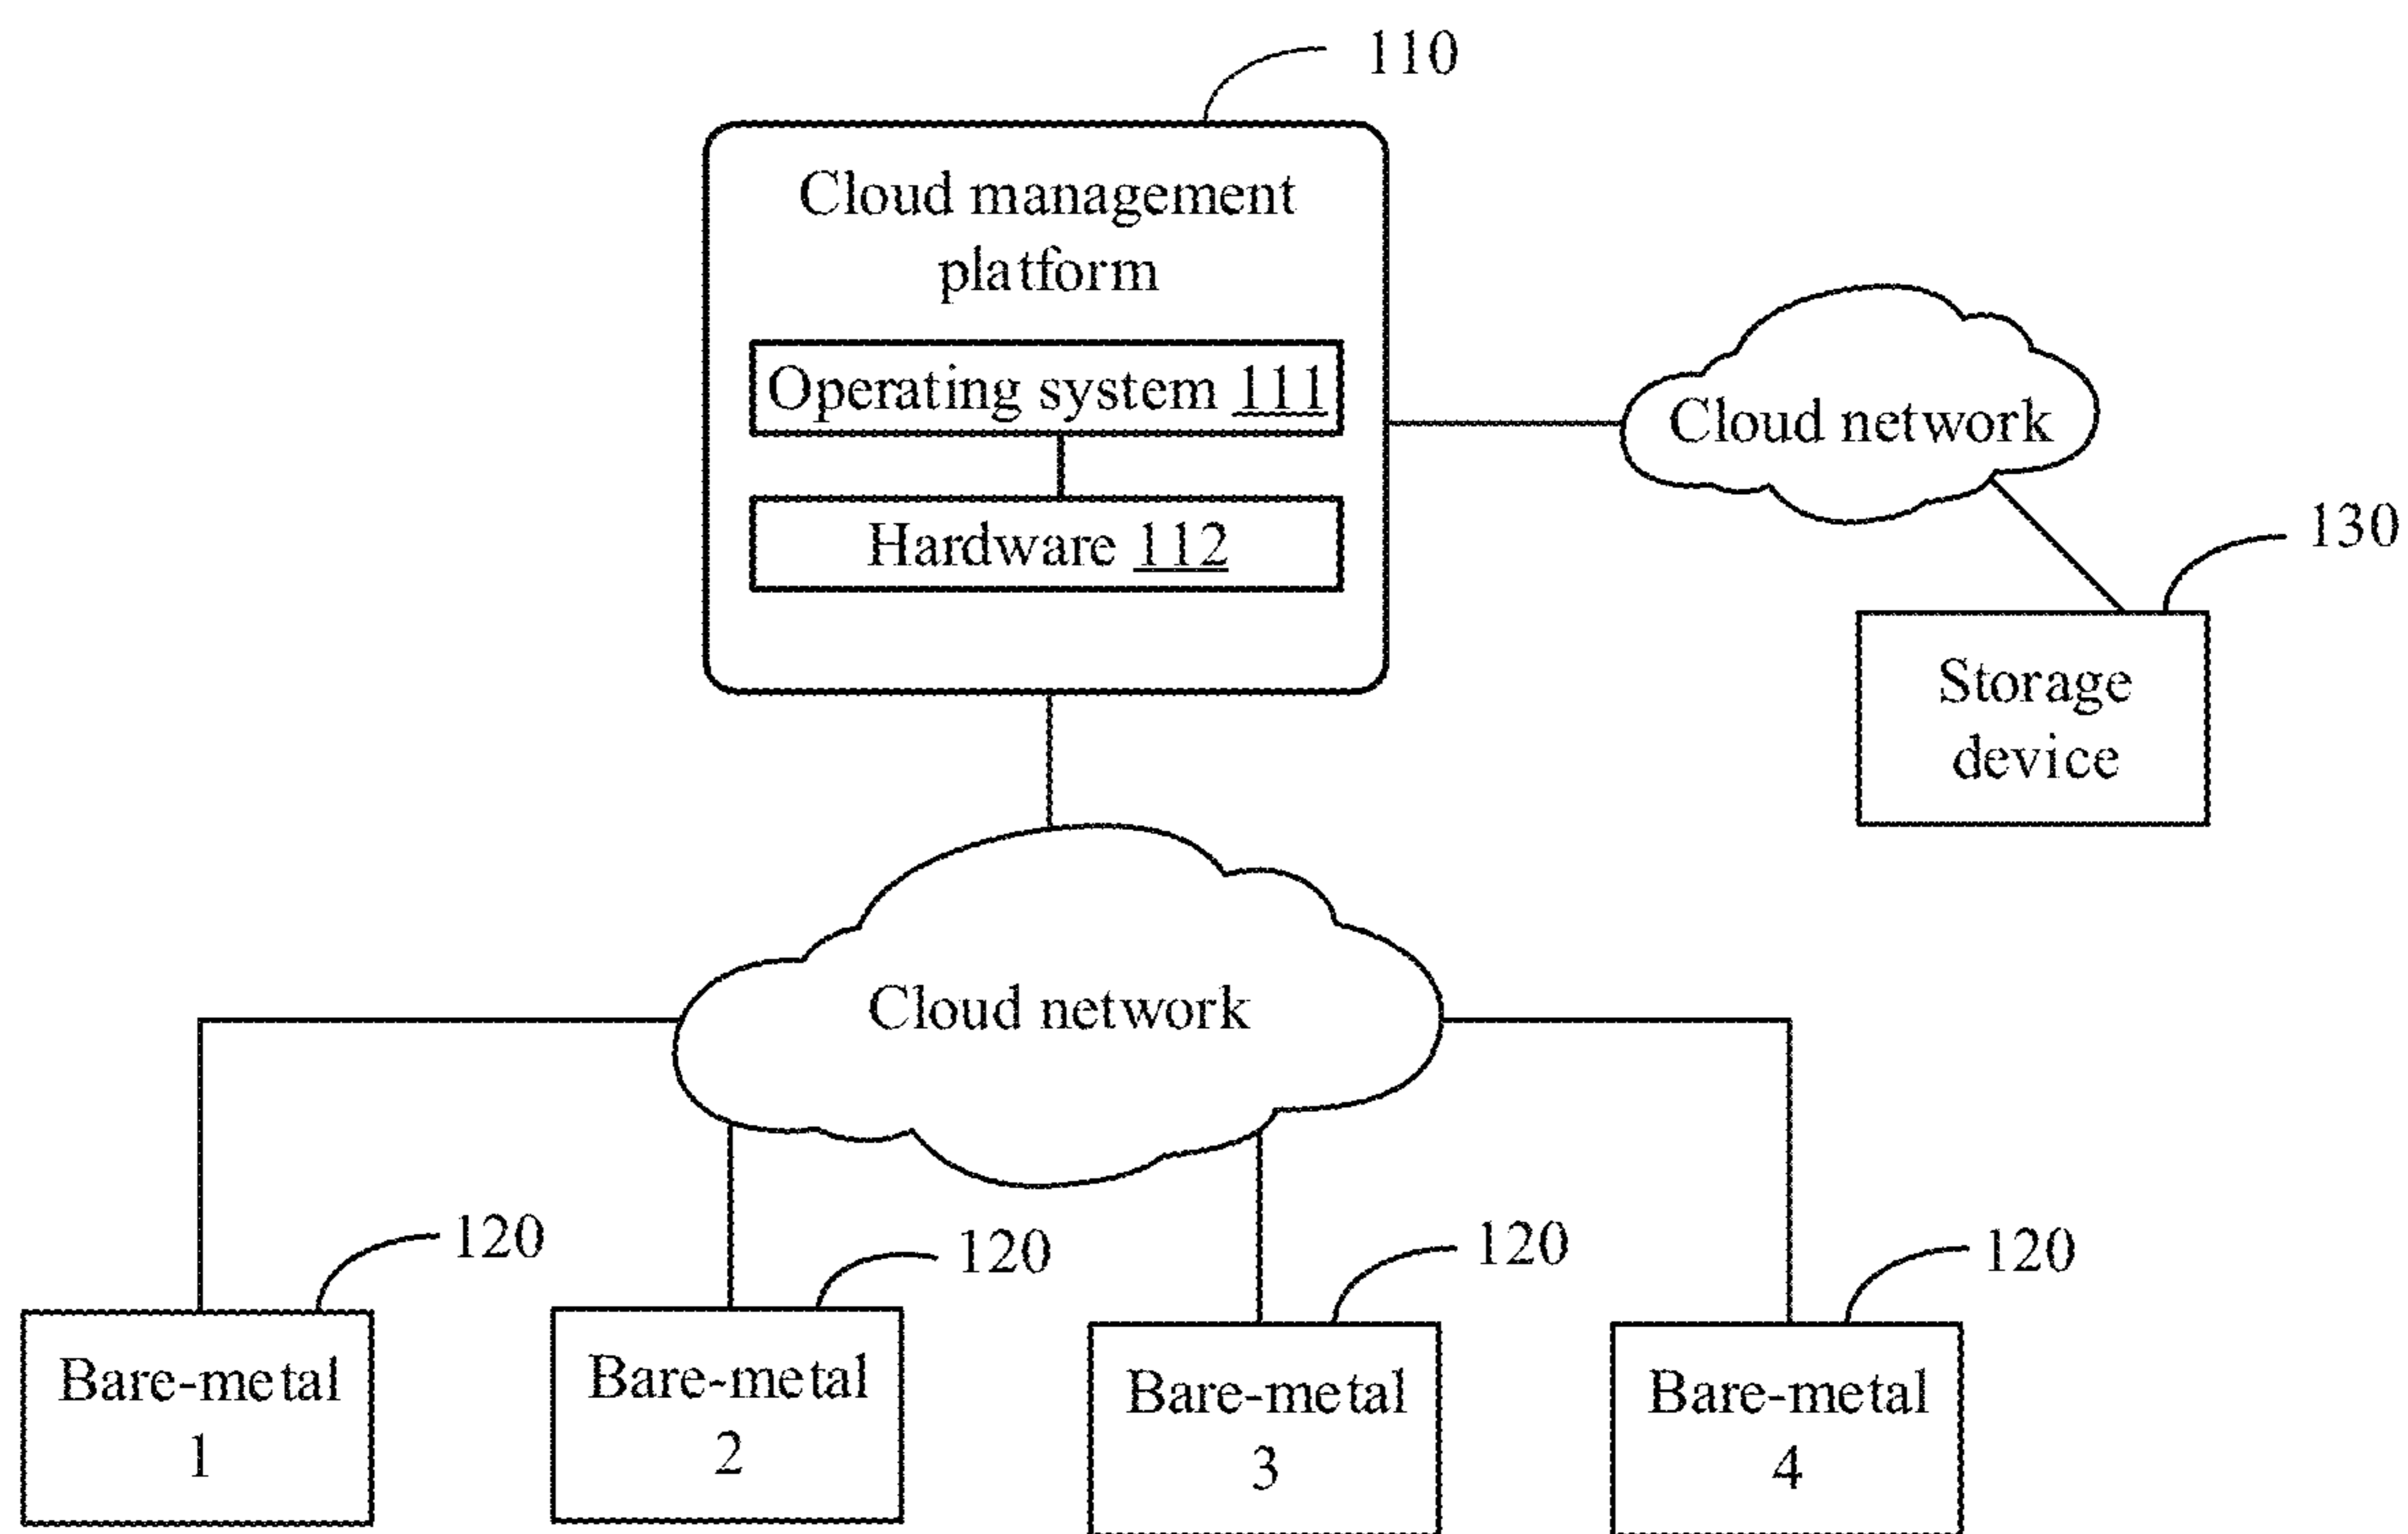 110
Cloud management
platform
Operating system 111
Hardware 112
Cloud network
130
Storage
device
Cloud network
120
120
120
120
Bare-metal
1
Bare-metal
2
Bare-metal
3
Bare-metal
4